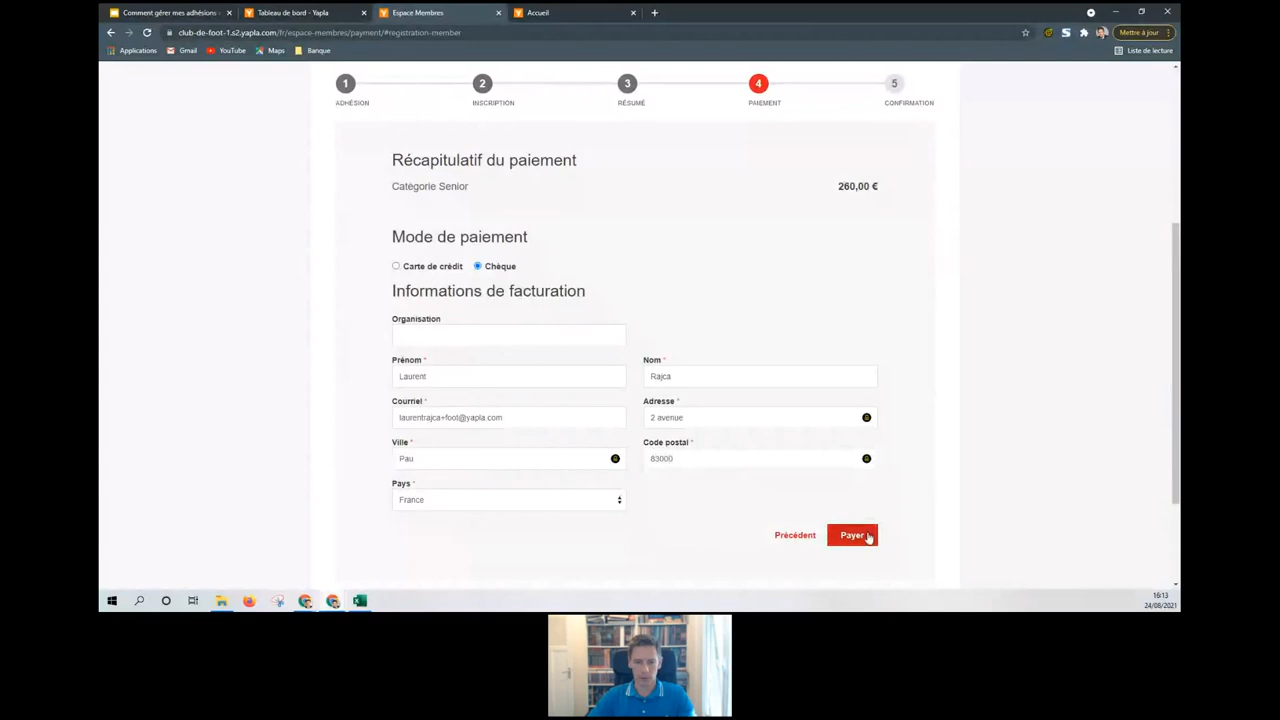 Comment gérer mes adhésions
Tableau de bord - Yapla
Espace Membres
Accueil
club-de-foot-1.s2.yapla.com/fr/espace-membres/payment/#registration-member
Mettre à jour
Applications
Gmail
YouTube
Maps
Banque
Liste de lecture
1 2 3 4 5
ADHÉSION INSCRIPTION RÉSUMÉ PAIEMENT CONFIRMATION
Récapitulatif du paiement
Catégorie Senior 260,00 €
Mode de paiement
Carte de crédit Chèque
Informations de facturation
Organisation
Prénom * Nom *
Laurent Rajca
Courriel * Adresse *
laurentrajca+foot@yapla.com 2 avenue
Ville * Code postal *
Pau 83000
Pays *
France
Précédent Payer
16:13
24/08/2021